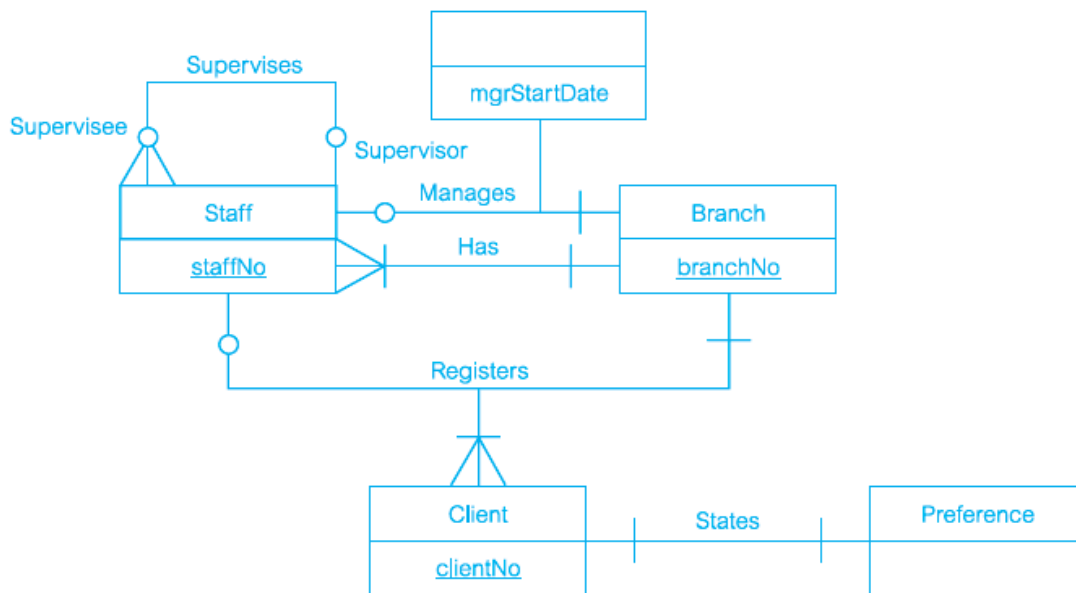 Supervises
mgrStartDate
Supervisee
Supervisor
Manages
Staff
Branch
Has
staffNo
branchNo
Registers
Client
States
Preference
clientNo